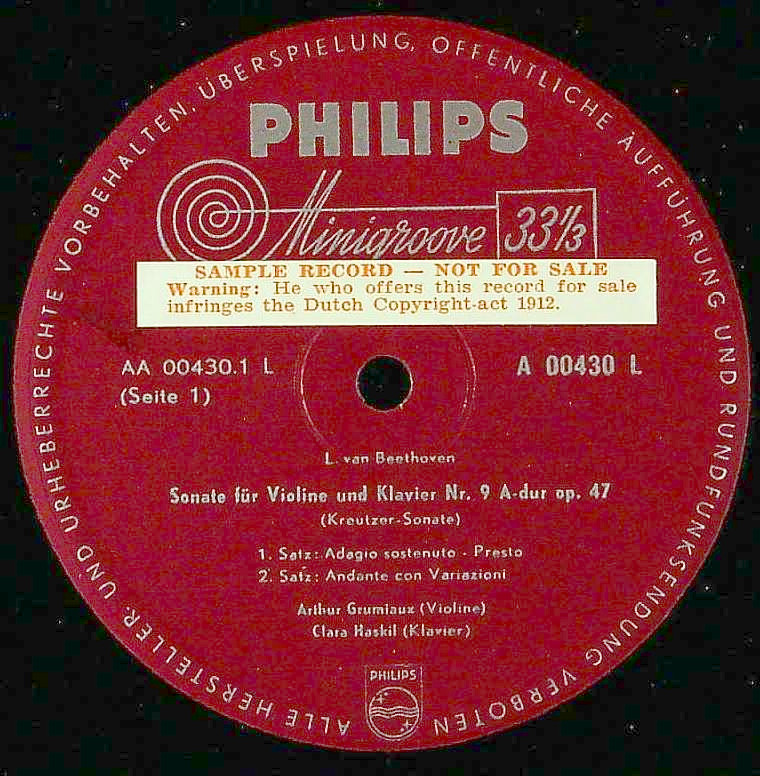 ALLE HERSTELLER- UND URHEBERRECHTE VORBEHALTEN. ÜBERSPIELUNG, ÖFFENTLICHE AUFFÜHRUNG UND RUNDFUNKSENDUNG VERBOTEN
PHILIPS
Minigroove 33 1/3
SAMPLE RECORD — NOT FOR SALE
Warning: He who offers this record for sale
infringes the Dutch Copyright-act 1912.
AA 00430.1 L
A 00430 L
(Seite 1)
L. van Beethoven
Sonate für Violine und Klavier Nr. 9 A-dur op. 47
(Kreutzer-Sonate)
1. Satz: Adagio sostenuto - Presto
2. Satz: Andante con Variazioni
Arthur Grumiaux (Violine)
Clara Haskil (Klavier)
PHILIPS